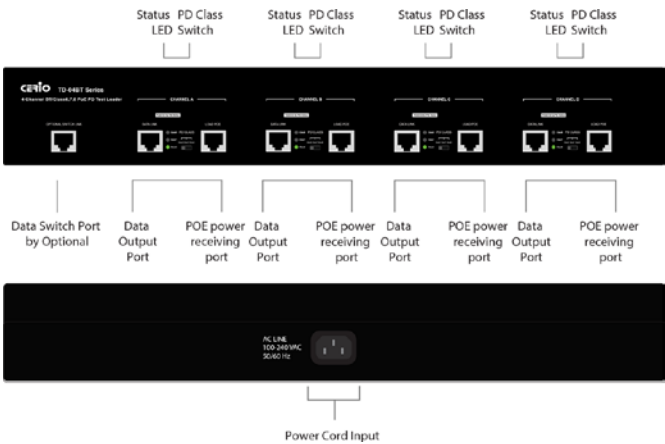 Status PD Class
LED Switch
Status PD Class
LED Switch
Status PD Class
LED Switch
Status PD Class
LED Switch
CERIO TD-04BT Series
CHANNEL A
CHANNEL B
CHANNEL C
CHANNEL D
Data Switch Port
by Optional
Data
Output
Port
POE power
receiving
port
Data
Output
Port
POE power
receiving
port
Data
Output
Port
POE power
receiving
port
Data
Output
Port
POE power
receiving
port
AC LINE
100-240VAC
50/60 Hz
Power Cord Input